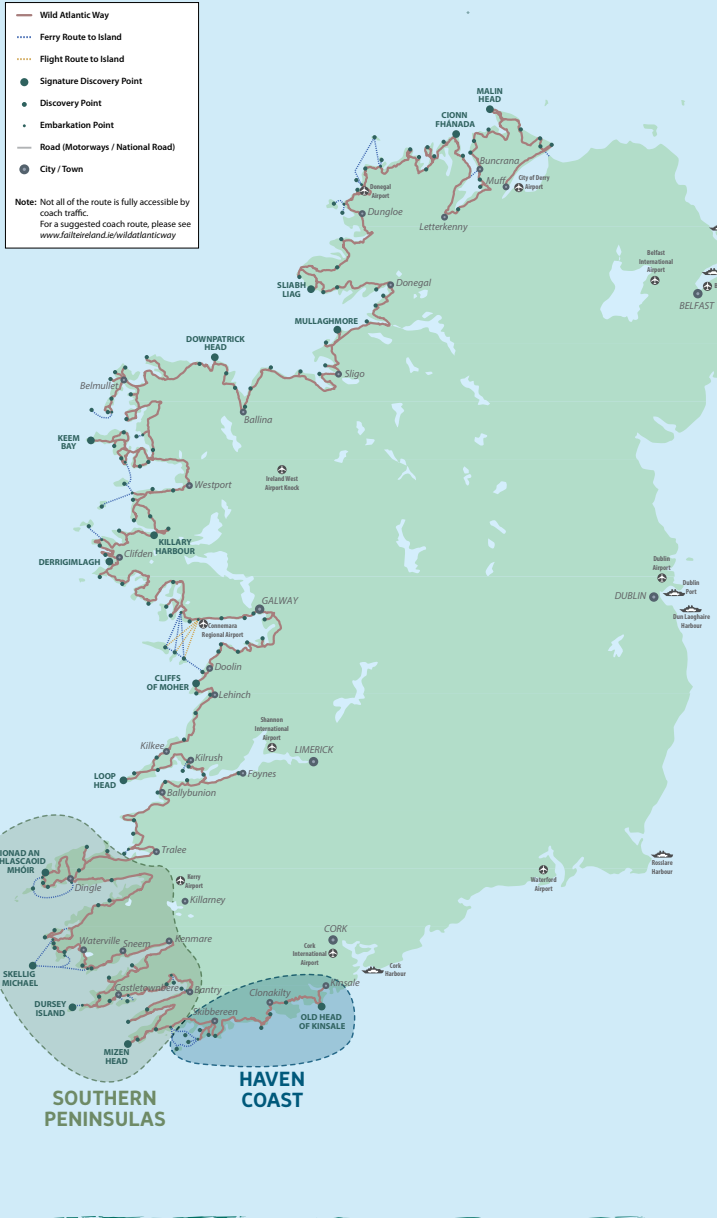 Wild Atlantic Way
Ferry Route to Island
Flight Route to Island
Signature Discovery Point
Discovery Point
Embarkation Point
Road (Motorways / National Road)
City / Town
Note: Not all of the route is fully accessible by
coach traffic.
For a suggested coach route, please see
www.failteireland.ie/wildatlanticway
MALIN
HEAD
CIONN
FHÁNADA
Buncrana
Muff
City of Derry
Airport
Donegal
Airport
Dungloe
Letterkenny
Belfast
International
Airport
BELFAST
SLIABH
LIAG
Donegal
MULLAGHMORE
DOWNPATRICK
HEAD
Sligo
Belmullet
Ballina
KEEM
BAY
Ireland West
Airport Knock
Westport
KILLARY
HARBOUR
Clifden
DERRIGIMLAGH
Dublin
Airport
Dublin
Port
DUBLIN
Dun Laoghaire
Harbour
GALWAY
Connemara
Regional Airport
Doolin
CLIFFS
OF MOHER
Lehinch
Shannon
International
Airport
Kilkee
LIMERICK
Kilrush
Foynes
LOOP
HEAD
Ballybunion
Tralee
IONAD AN
HLASCAOID
MHÓIR
Rosslare
Harbour
Kerry
Airport
Waterford
Airport
Dingle
Killarney
CORK
Waterville
Sneem
Kenmare
Cork
International
Airport
Cork
Harbour
SKELLIG
MICHAEL
Castletownbere
Bantry
Clonakilty
Kinsale
DURSEY
ISLAND
Skibbereen
OLD HEAD
OF KINSALE
MIZEN
HEAD
HAVEN
COAST
SOUTHERN
PENINSULAS